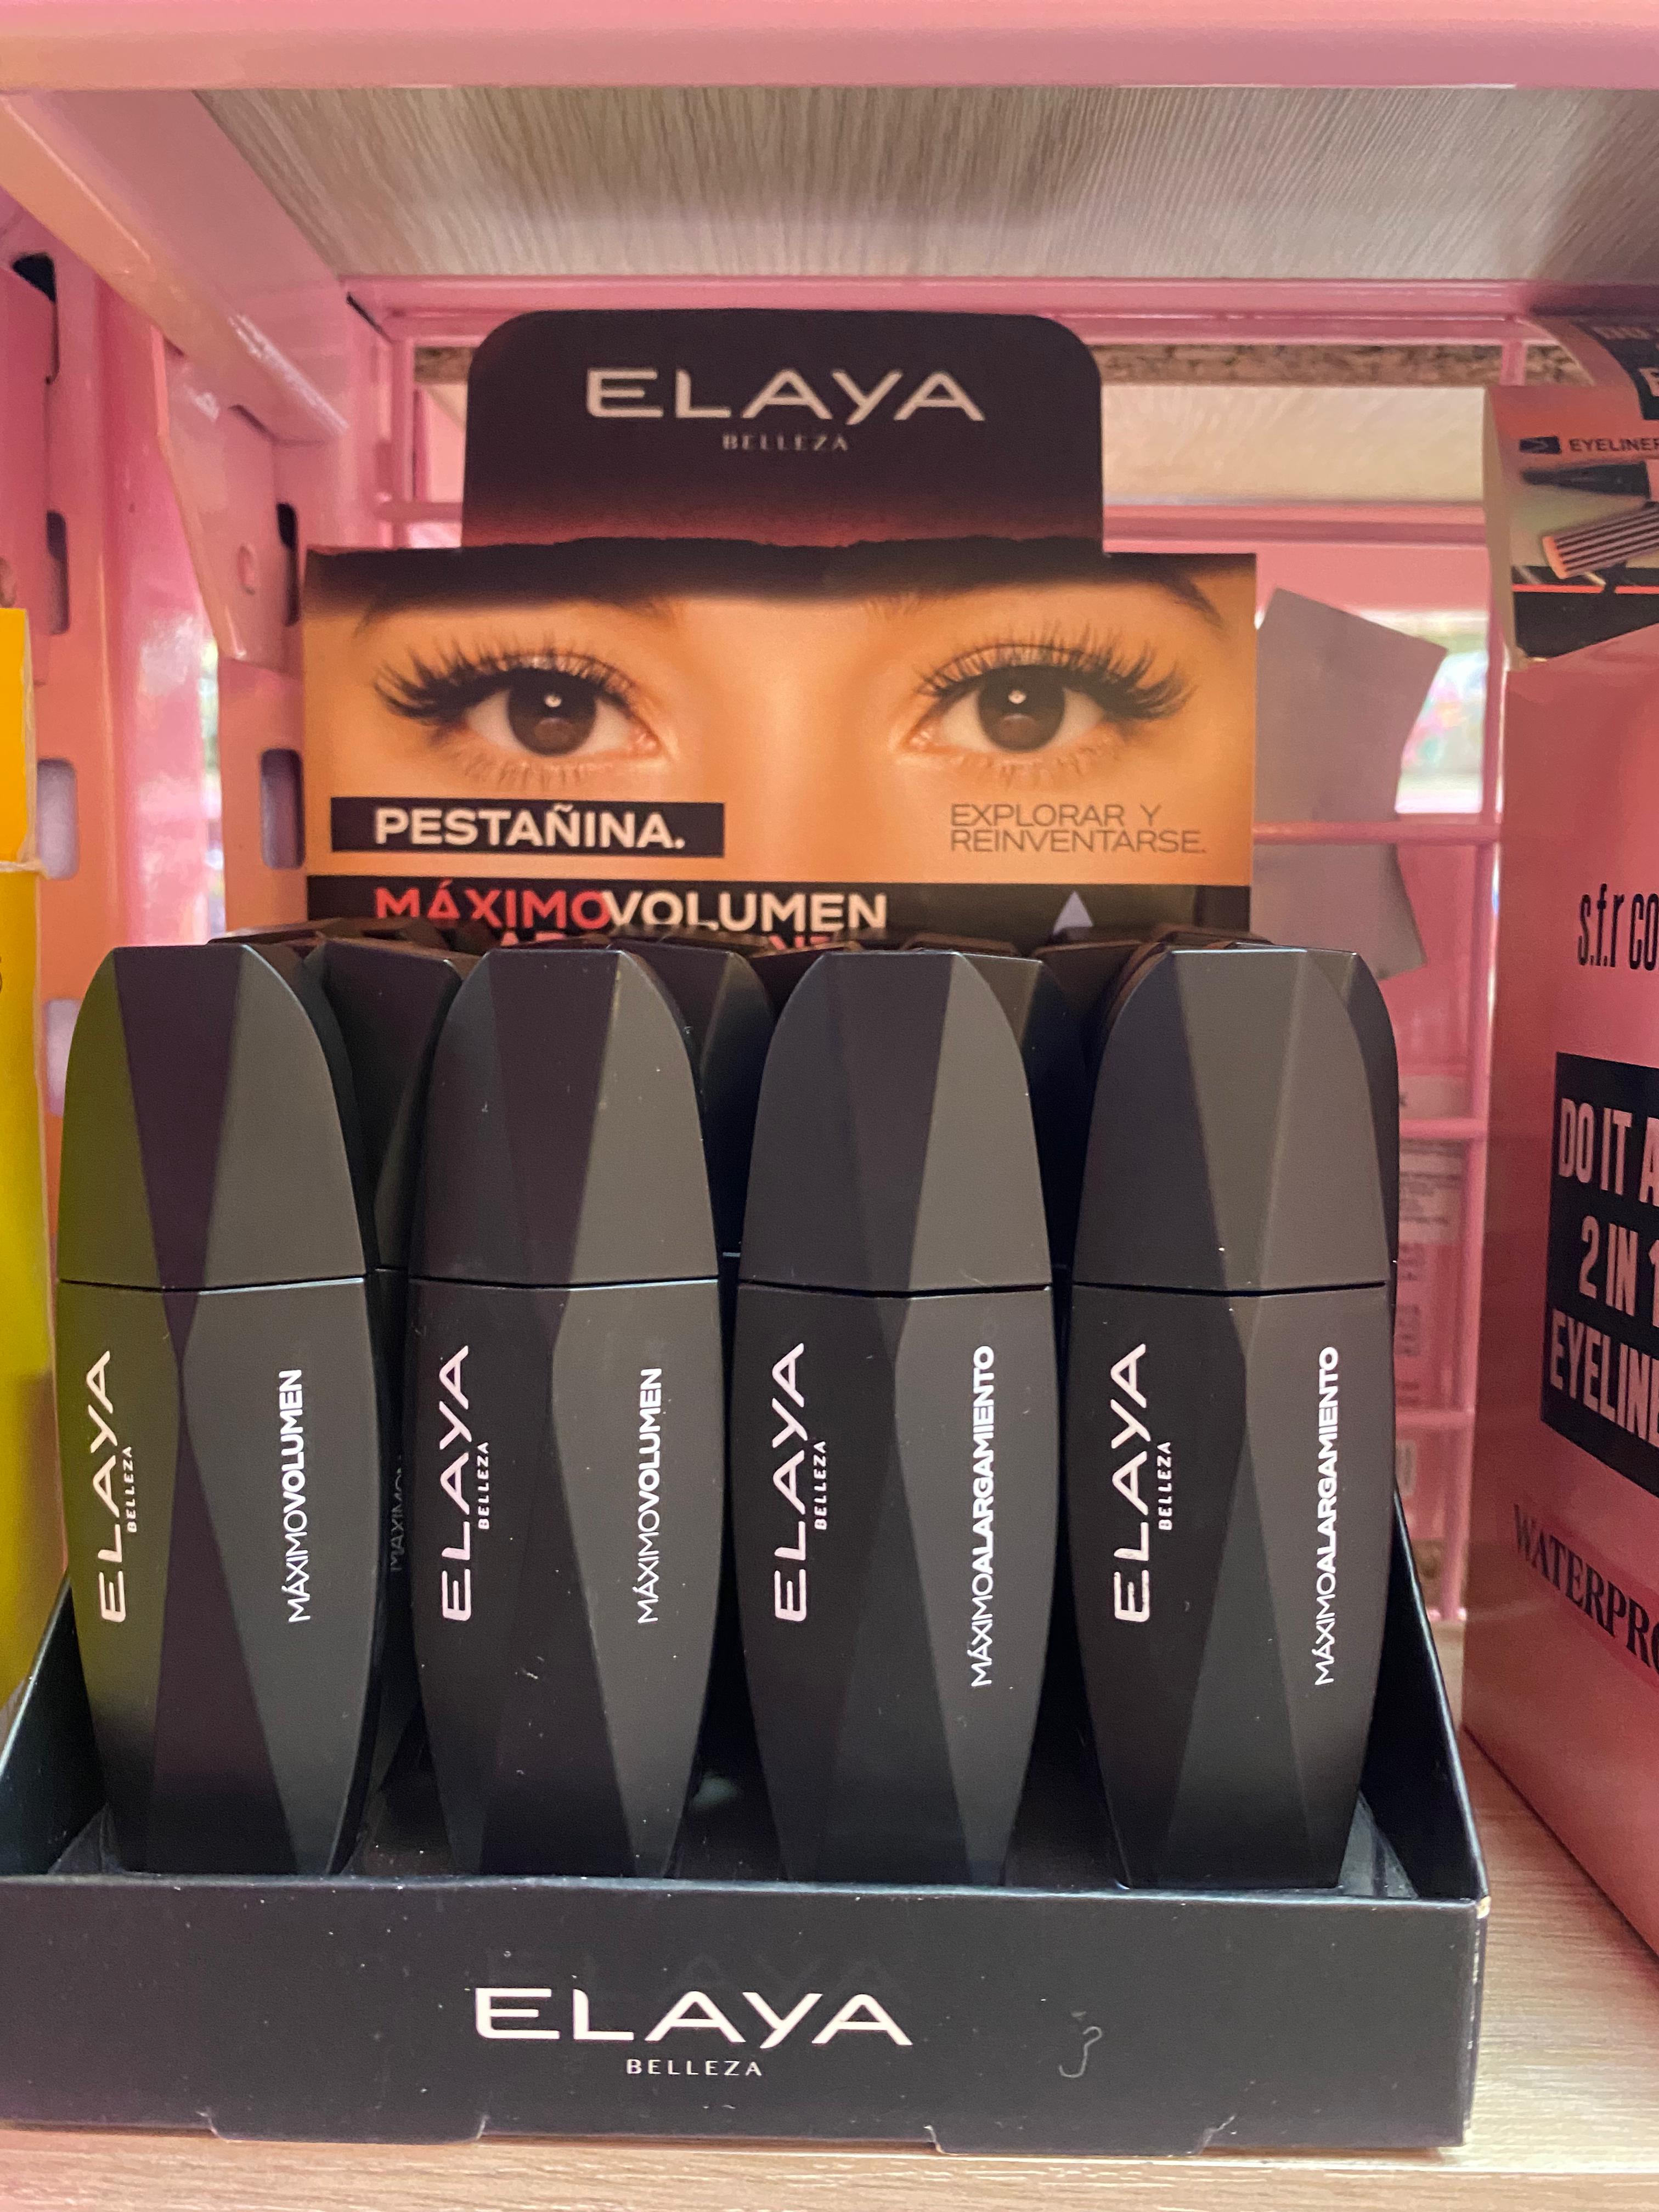 ELAYA
BELLEZA
EYELINER
PESTAÑINA.
EXPLORAR Y
REINVENTARSE.
MÁXIMOVOLUMEN
s.f.r co
DO IT A
2 IN 1
EYELINE
WATERPRO
ELAYA
BELLEZA
MÁXIMOVOLUMEN
ELAYA
BELLEZA
MÁXIMOVOLUMEN
ELAYA
BELLEZA
MÁXIMOALARGAMIENTO
ELAYA
BELLEZA
MÁXIMOALARGAMIENTO
ELAYA
BELLEZA